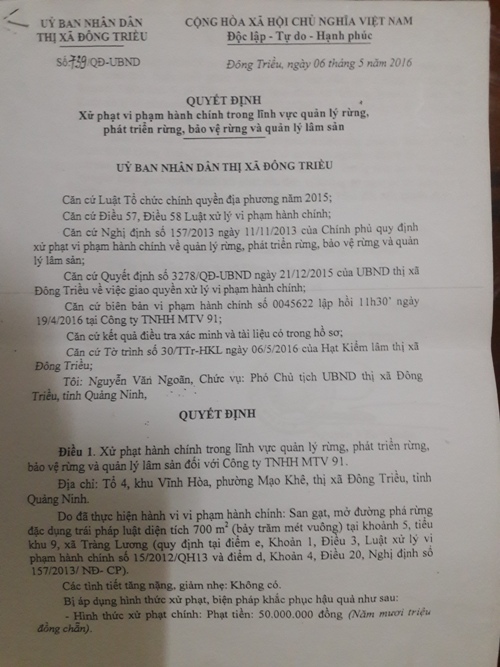 UỶ BAN NHÂN DÂN
THỊ XÃ ĐÔNG TRIỀU
Số:739/QĐ-UBND
CỘNG HÒA XÃ HỘI CHỦ NGHĨA VIỆT NAM
Độc lập - Tự do - Hạnh phúc
Đông Triều, ngày 06 tháng 5 năm 2016
QUYẾT ĐỊNH
Xử phạt vi phạm hành chính trong lĩnh vực quản lý rừng,
phát triển rừng, bảo vệ rừng và quản lý lâm sản
UỶ BAN NHÂN DÂN THỊ XÃ ĐÔNG TRIỀU
Căn cứ Luật Tổ chức chính quyền địa phương năm 2015;
Căn cứ Điều 57, Điều 58 Luật xử lý vi phạm hành chính;
Căn cứ Nghị định số 157/2013 ngày 11/11/2013 của Chính phủ quy định
xử phạt vi phạm hành chính về quản lý rừng, phát triển rừng, bảo vệ rừng và quản
lý lâm sản;
Căn cứ Quyết định số 3278/QĐ-UBND ngày 21/12/2015 của UBND thị xã
Đông Triều về việc giao quyền xử lý vi phạm hành chính;
Căn cứ biên bản vi phạm hành chính số 0045622 lập hồi 11h30' ngày
19/4/2016 tại Công ty TNHH MTV 91;
Căn cứ kết quả điều tra xác minh và tài liệu có trong hồ sơ;
Căn cứ Tờ trình số 30/TTr-HKL ngày 06/5/2016 của Hạt Kiểm lâm thị xã
Đông Triều;
Tôi: Nguyễn Văn Ngoãn, Chức vụ: Phó Chủ tịch UBND thị xã Đông
Triều, tỉnh Quảng Ninh,
QUYẾT ĐỊNH
Điều 1. Xử phạt hành chính trong lĩnh vực quản lý rừng, phát triển rừng,
bảo vệ rừng và quản lý lâm sản đối với Công ty TNHH MTV 91.
Địa chỉ: Tổ 4, khu Vĩnh Hòa, phường Mạo Khê, thị xã Đông Triều, tỉnh
Quảng Ninh.
Do đã thực hiện hành vi vi phạm hành chính: San gạt, mở đường phá rừng
đặc dụng trái pháp luật diện tích 700 m² (bảy trăm mét vuông) tại khoảnh 5, tiểu
khu 9, xã Tràng Lương (quy định tại điểm e, Khoản 1, Điều 3, Luật xử lý vi
phạm hành chính số 15/2012/QH13 và điểm d, Khoản 4, Điều 20, Nghị định số
157/2013/ NĐ- CP).
Các tình tiết tăng nặng, giảm nhẹ: Không có.
Bị áp dụng hình thức xử phạt, biện pháp khắc phục hậu quả như sau:
- Hình thức xử phạt chính: Phạt tiền: 50.000.000 đồng (Năm mươi triệu
đồng chẵn).